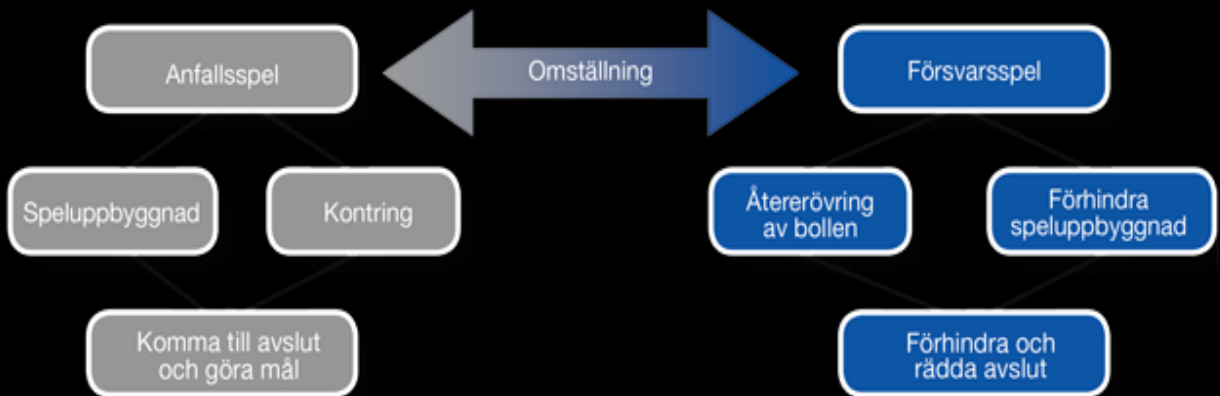 Anfallsspel
Omställning
Försvarsspel
Speluppbyggnad
Kontring
Återerövring
av bollen
Förhindra
speluppbyggnad
Komma till avslut
och göra mål
Förhindra och
rädda avslut